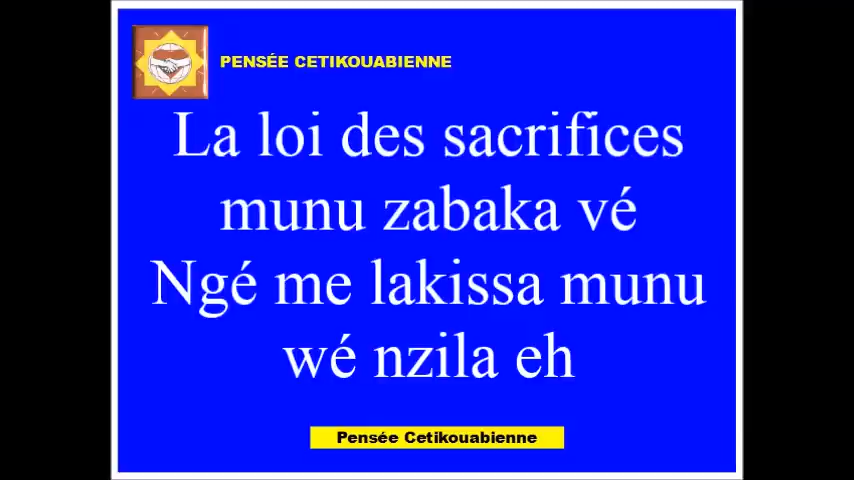 PENSÉE CETIKOUABIENNE
La loi des sacrifices
munu zabaka vé
Ngé me lakissa munu
wé nzila eh
Pensée Cetikouabienne